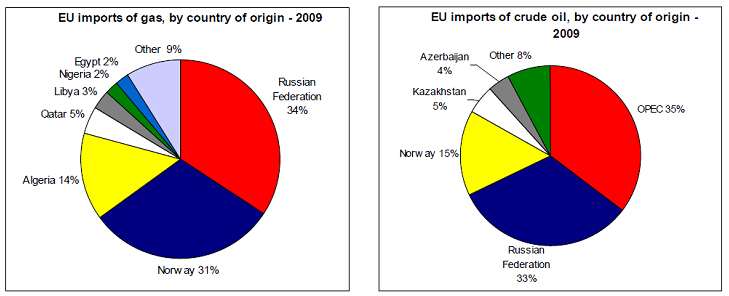 EU imports of gas, by country of origin - 2009
Other 9%
Egypt 2%
Nigeria 2%
Libya 3%
Qatar 5%
Algeria 14%
Norway 31%
Russian
Federation
34%
EU imports of crude oil, by country of origin -
2009
Other 8%
Azerbaijan
4%
Kazakhstan
5%
Norway 15%
Russian
Federation
33%
OPEC 35%